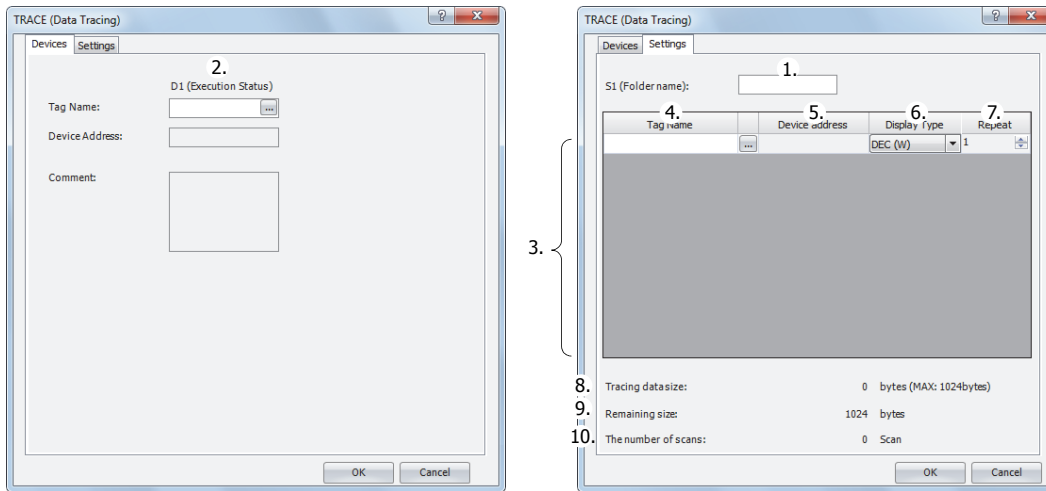 TRACE (Data Tracing)
Devices Settings
2.
D1 (Execution Status)
Tag Name: ...
Device Address:
Comment:
OK Cancel
TRACE (Data Tracing)
Devices Settings
1.
S1 (Folder name):
4. 5. 6. 7.
Tag Name Device address Display Type Repeat
... DEC (W) 1
3.
8. Tracing data size: 0 bytes (MAX: 1024bytes)
9. Remaining size: 1024 bytes
10. The number of scans: 0 Scan
OK Cancel